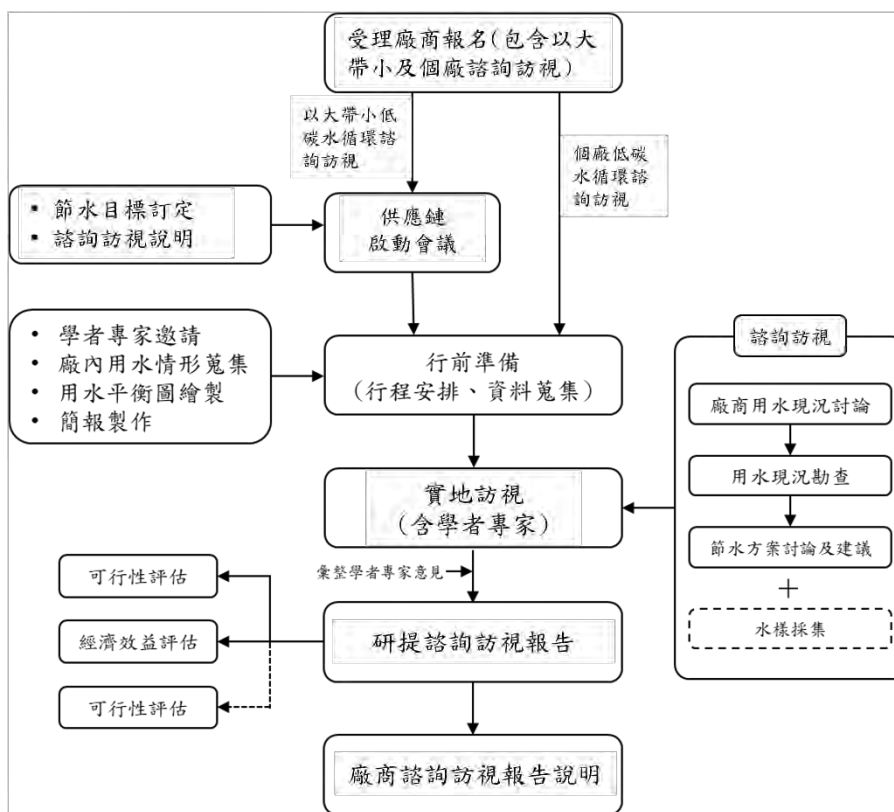 受理廠商報名(包含以大
帶小及個廠諮詢訪視)
以大帶小低
碳水循環諮
詢訪視
個廠低碳
水循環諮
詢訪視
▪ 節水目標訂定
▪ 諮詢訪視說明
供應鏈
啟動會議
• 學者專家邀請
• 廠內用水情形蒐集
• 用水平衡圖繪製
• 簡報製作
行前準備
(行程安排、資料蒐集)
諮詢訪視
廠商用水現況討論
用水現況勘查
節水方案討論及建議
+
水樣採集
實地訪視
(含學者專家)
彙整學者專家意見
可行性評估
經濟效益評估
可行性評估
研提諮詢訪視報告
廠商諮詢訪視報告說明